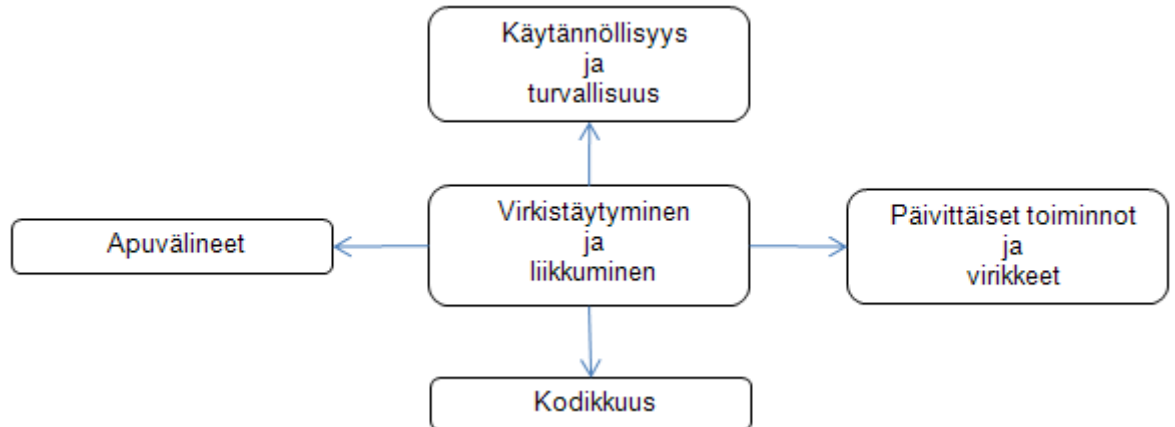 Käytännöllisyys
ja
turvallisuus
Apuvälineet
Virkistäytyminen
ja
liikkuminen
Päivittäiset toiminnot
ja
virikkeet
Kodikkuus